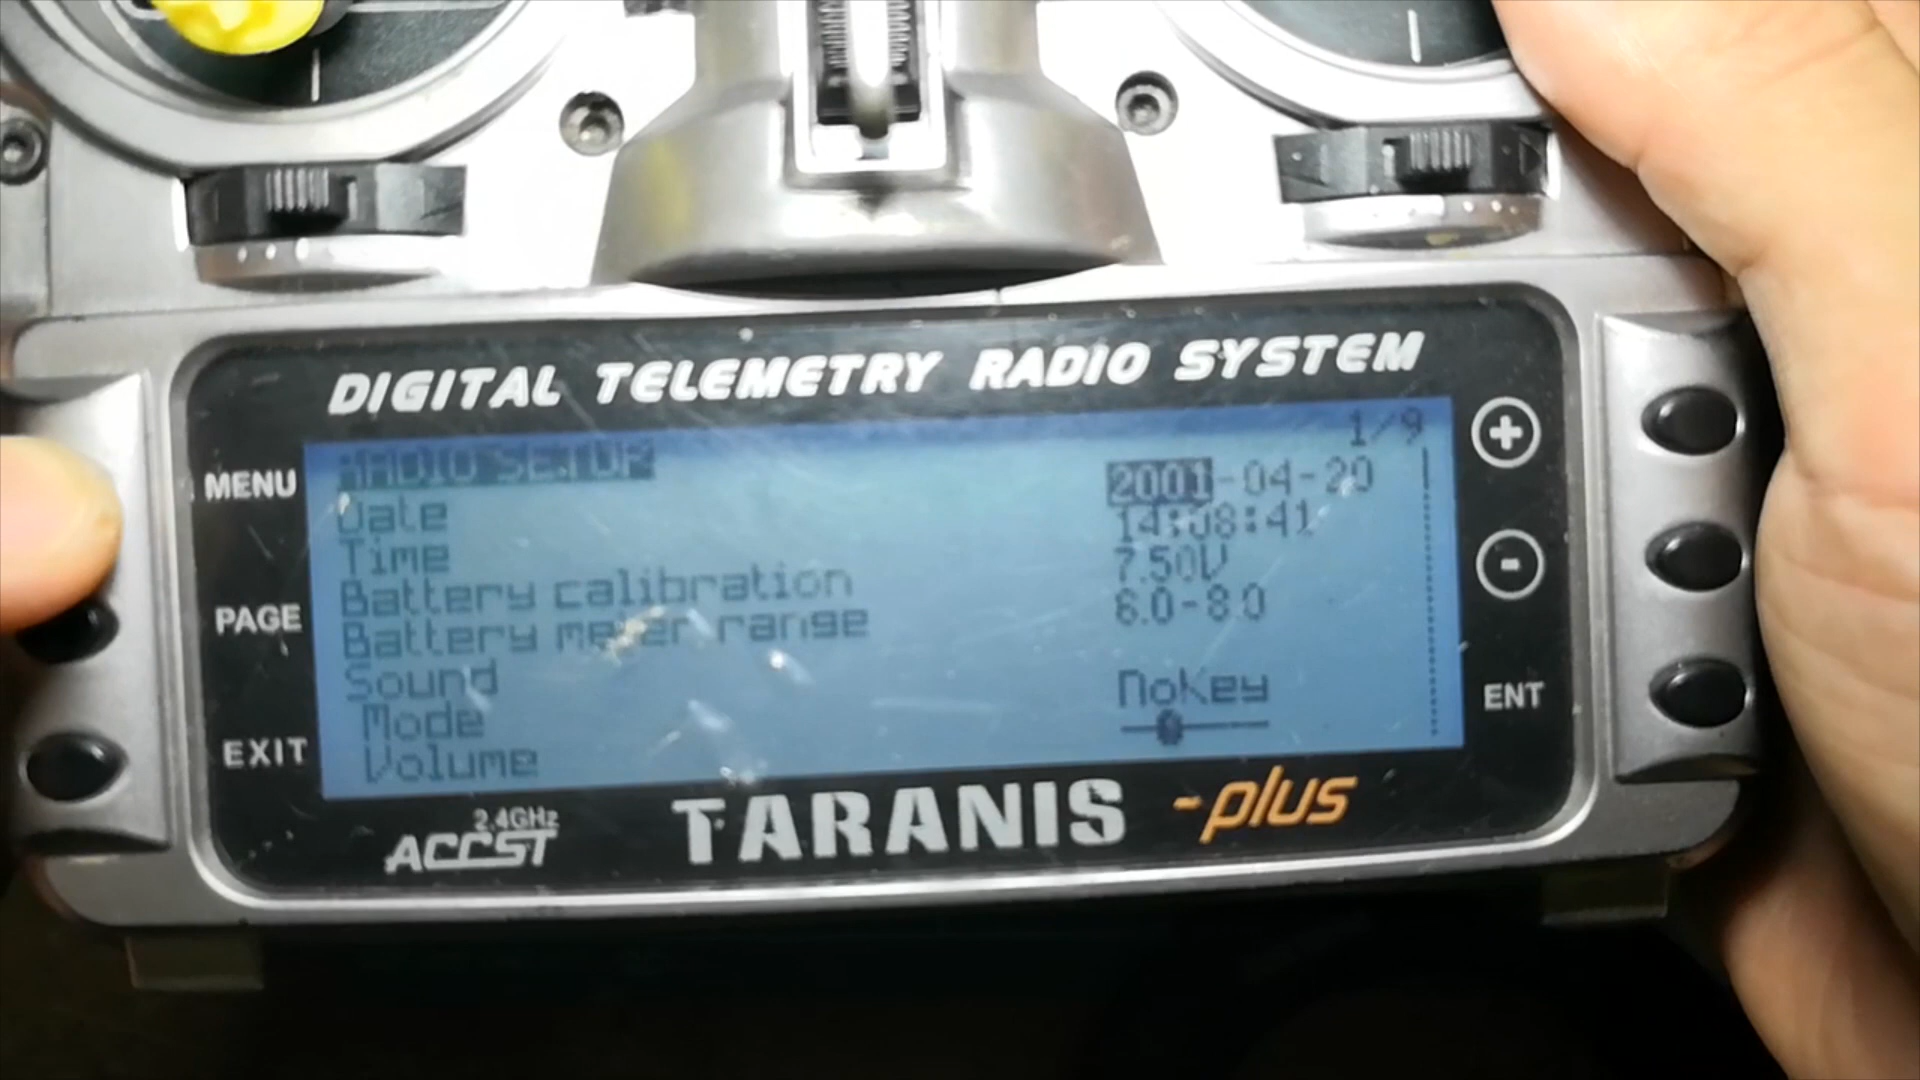 DIGITAL TELEMETRY RADIO SYSTEM
RADIO SETUP 1/9
Date 2001-04-20
Time 14:08:41
Battery calibration 7.50V
Battery meter range 6.0-8.0
Sound
Mode NoKey
Volume
MENU
PAGE
EXIT
+
-
ENT
2.4GHz
ACCST
TARANIS -plus